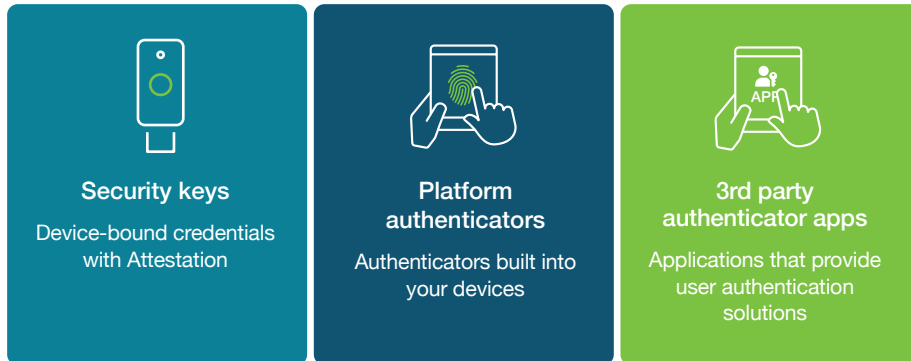 Security keys
Device-bound credentials
with Attestation
APP
Platform
authenticators
Authenticators built into
your devices
3rd party
authenticator apps
Applications that provide
user authentication
solutions